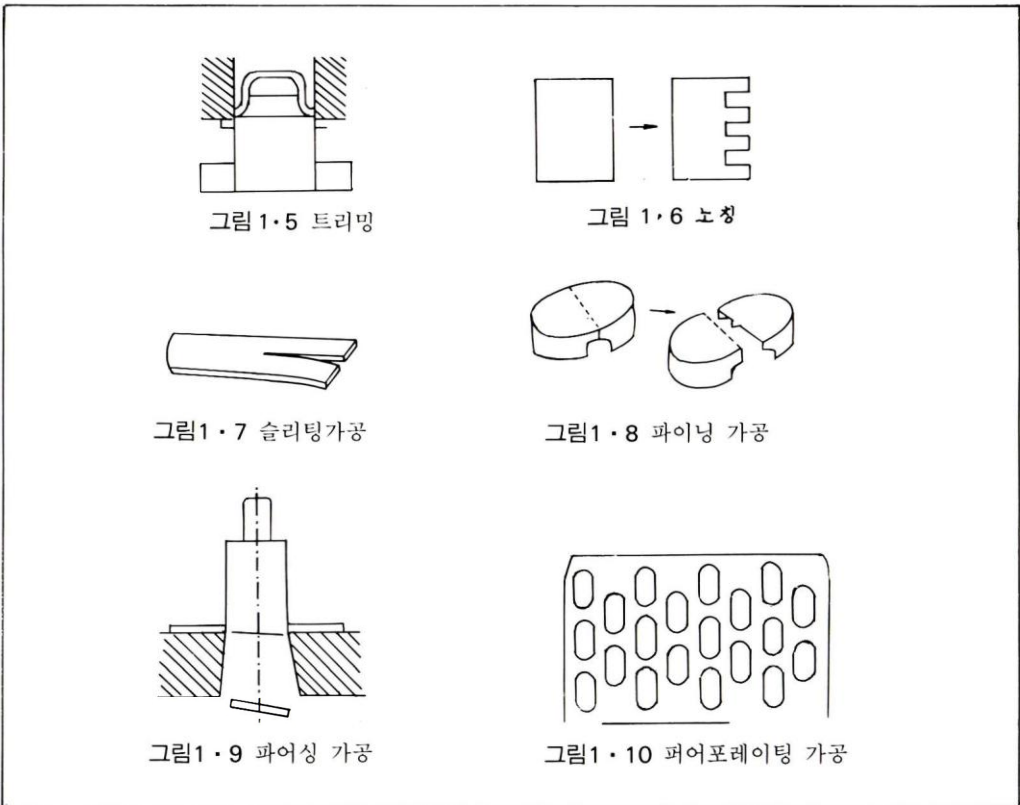 그림 1·5 트리밍
그림 1·6 노칭
그림1·7 슬리팅가공
그림1·8 파이닝 가공
그림1·9 파어싱 가공
그림1·10 퍼어포레이팅 가공